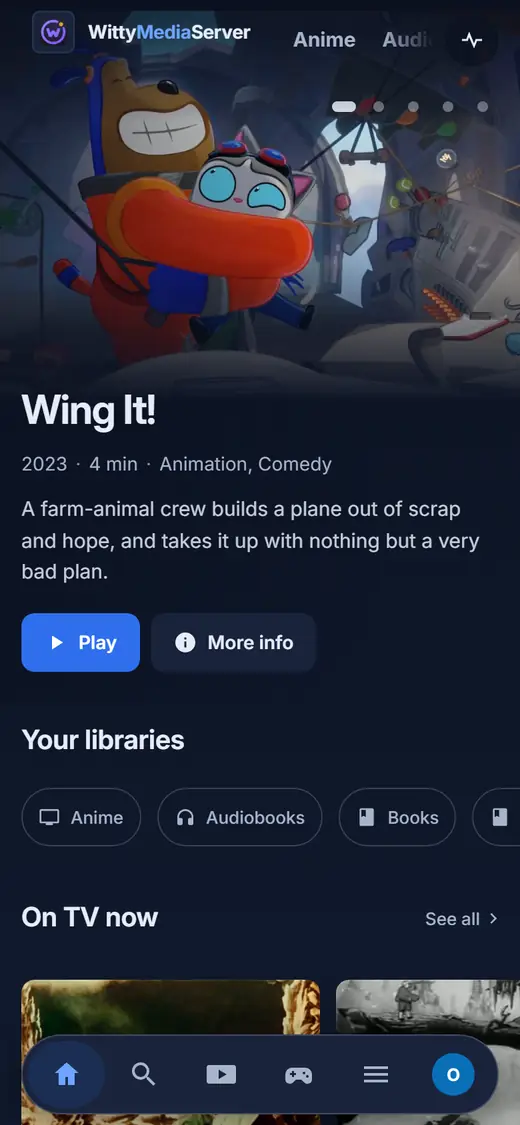 WittyMediaServer
Anime
Wing It!
2023 · 4 min · Animation, Comedy
A farm-animal crew builds a plane out of scrap
and hope, and takes it up with nothing but a very
bad plan.
Play
More info
Your libraries
Anime
Audiobooks
Books
On TV now
See all
O